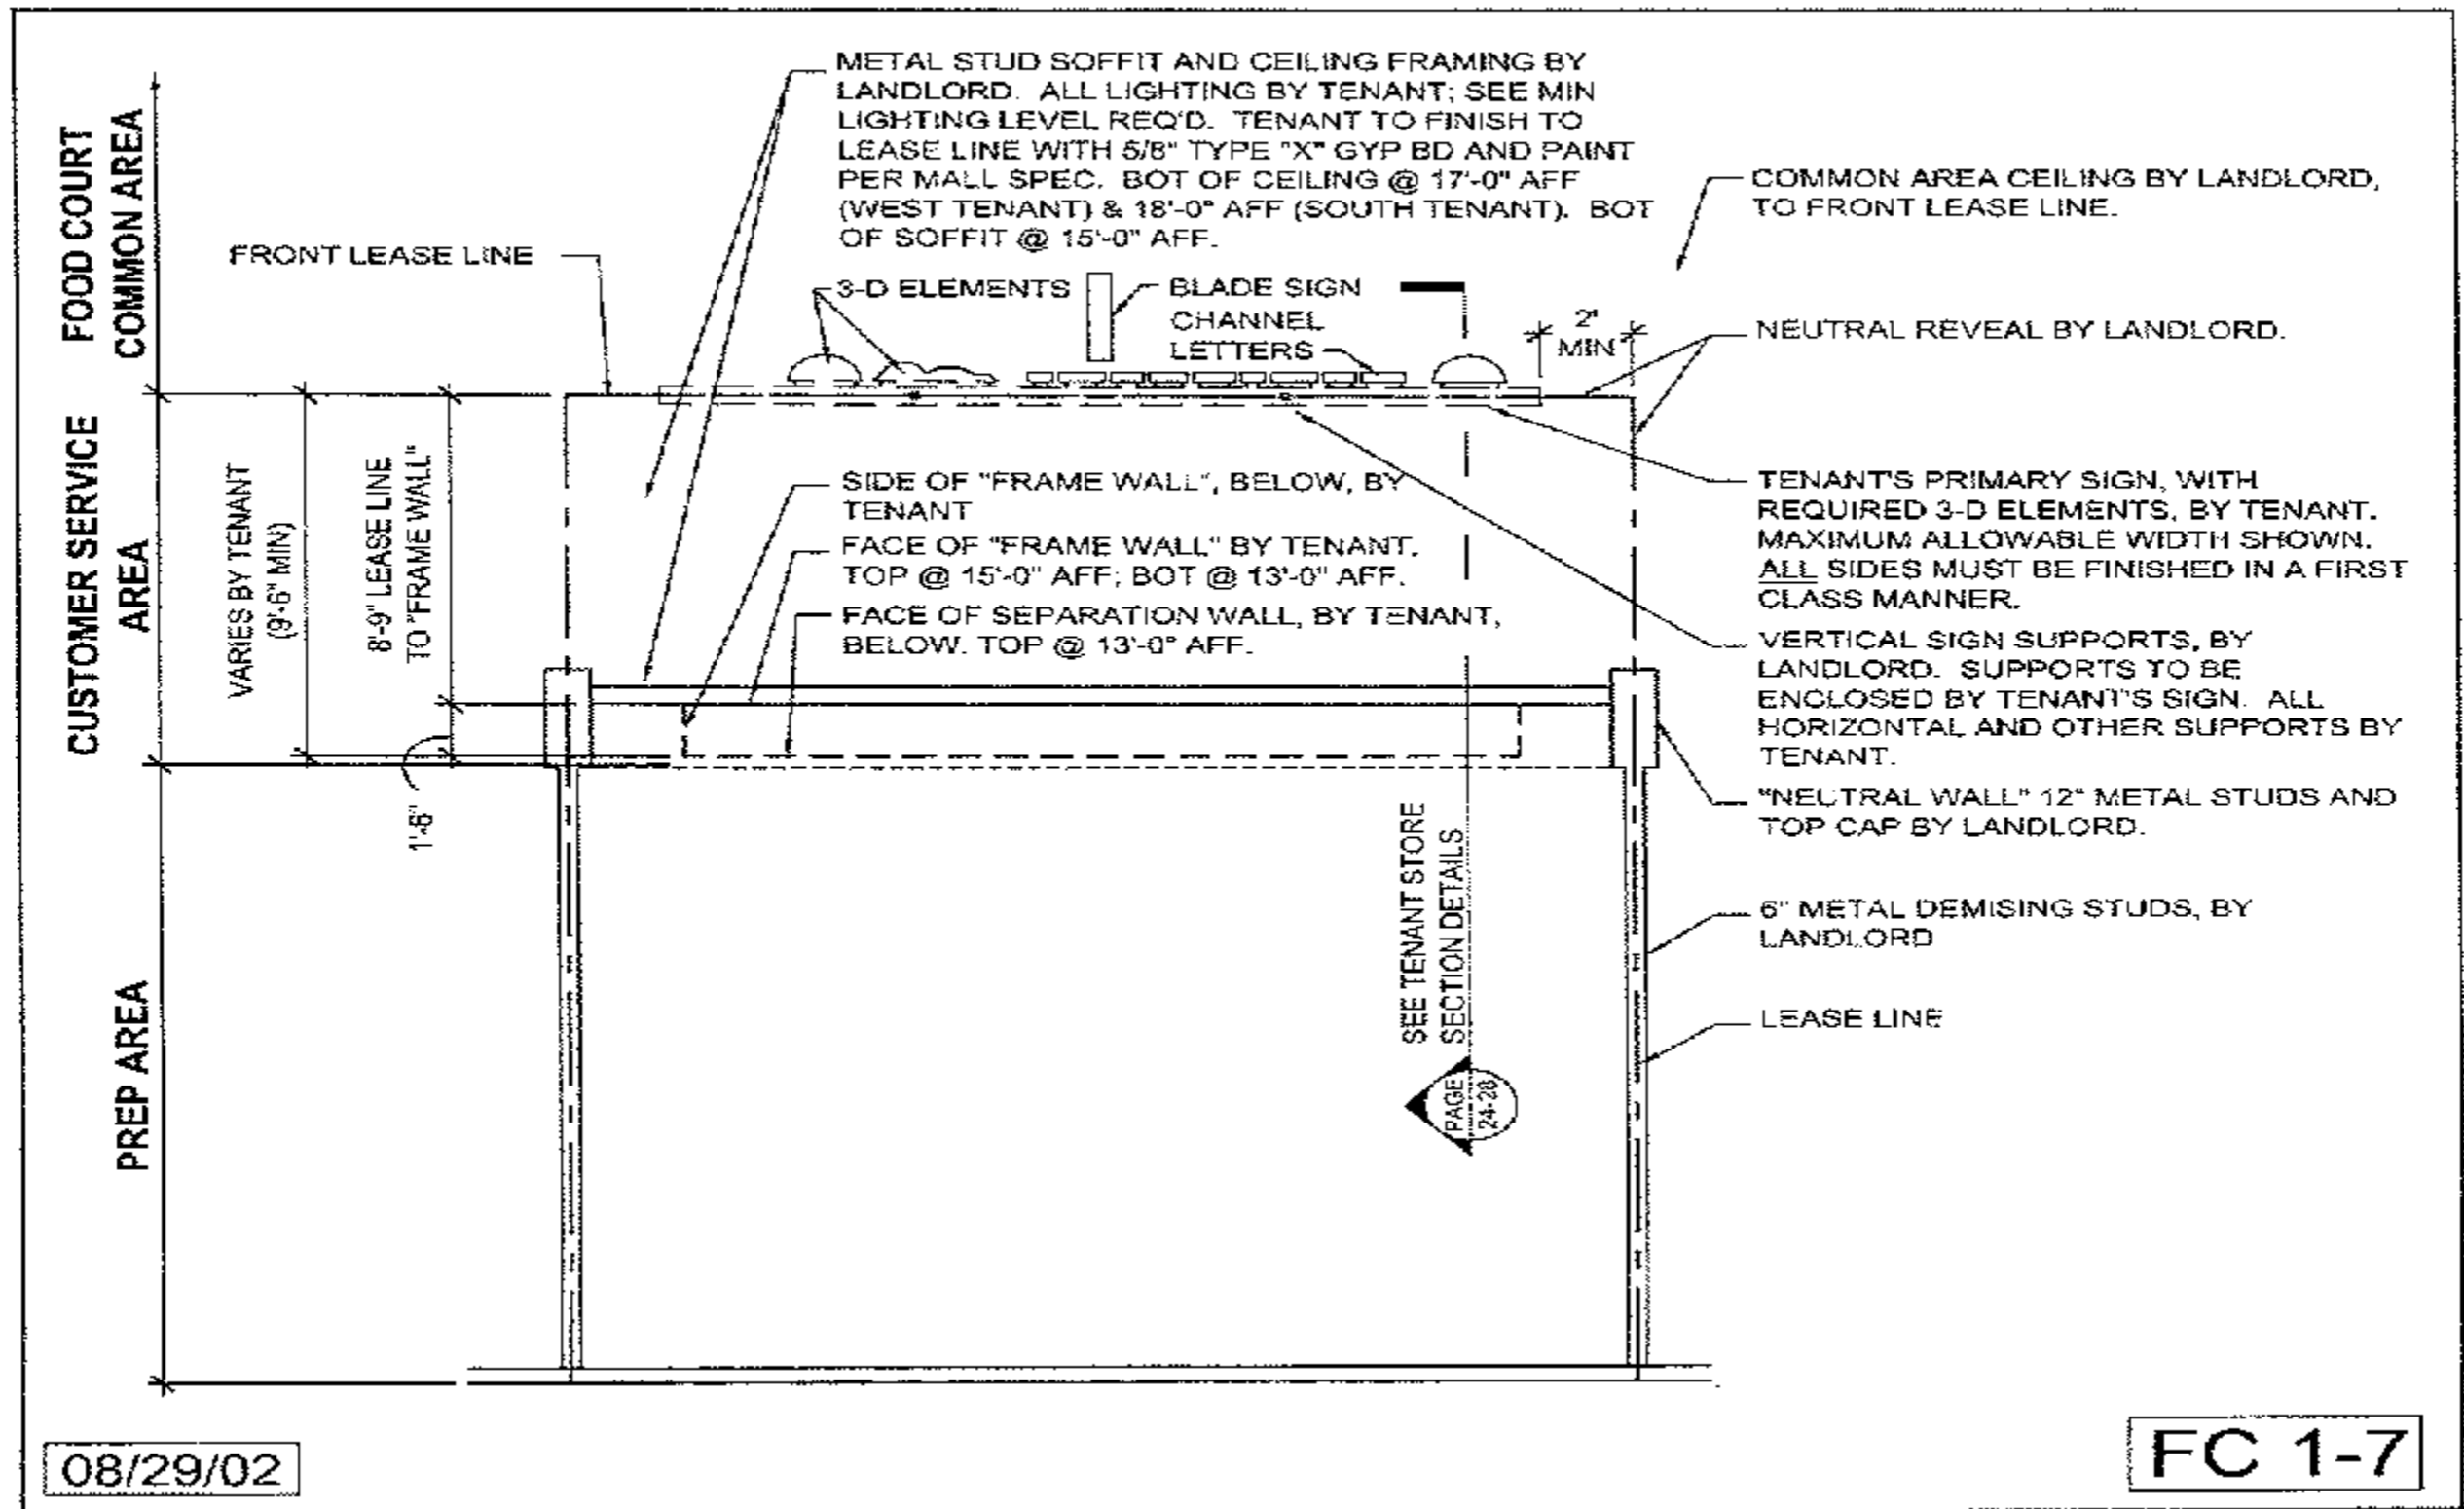 METAL STUD SOFFIT AND CEILING FRAMING BY
LANDLORD. ALL LIGHTING BY TENANT; SEE MIN
LIGHTING LEVEL REQ'D. TENANT TO FINISH TO
LEASE LINE WITH 5/8" TYPE "X" GYP BD AND PAINT
PER MALL SPEC. BOT OF CEILING @ 17'-0" AFF
(WEST TENANT) & 18'-0" AFF (SOUTH TENANT). BOT
OF SOFFIT @ 15'-0" AFF.
FOOD COURT
COMMON AREA
COMMON AREA CEILING BY LANDLORD,
TO FRONT LEASE LINE.
FRONT LEASE LINE
3-D ELEMENTS
BLADE SIGN
CHANNEL
LETTERS
2'
MIN
NEUTRAL REVEAL BY LANDLORD.
CUSTOMER SERVICE
AREA
VARIES BY TENANT
(9'-6" MIN)
8'-9" LEASE LINE
TO "FRAME WALL"
SIDE OF "FRAME WALL", BELOW, BY
TENANT
FACE OF "FRAME WALL" BY TENANT.
TOP @ 15'-0" AFF; BOT @ 13'-0" AFF.
FACE OF SEPARATION WALL, BY TENANT,
BELOW. TOP @ 13'-0" AFF.
TENANT'S PRIMARY SIGN, WITH
REQUIRED 3-D ELEMENTS, BY TENANT.
MAXIMUM ALLOWABLE WIDTH SHOWN.
ALL SIDES MUST BE FINISHED IN A FIRST
CLASS MANNER.
VERTICAL SIGN SUPPORTS, BY
LANDLORD. SUPPORTS TO BE
ENCLOSED BY TENANT'S SIGN. ALL
HORIZONTAL AND OTHER SUPPORTS BY
TENANT.
1'-6"
"NEUTRAL WALL" 12" METAL STUDS AND
TOP CAP BY LANDLORD.
SEE TENANT STORE
SECTION DETAILS
6" METAL DEMISING STUDS, BY
LANDLORD
PREP AREA
LEASE LINE
PAGE
24-28
08/29/02
FC 1-7